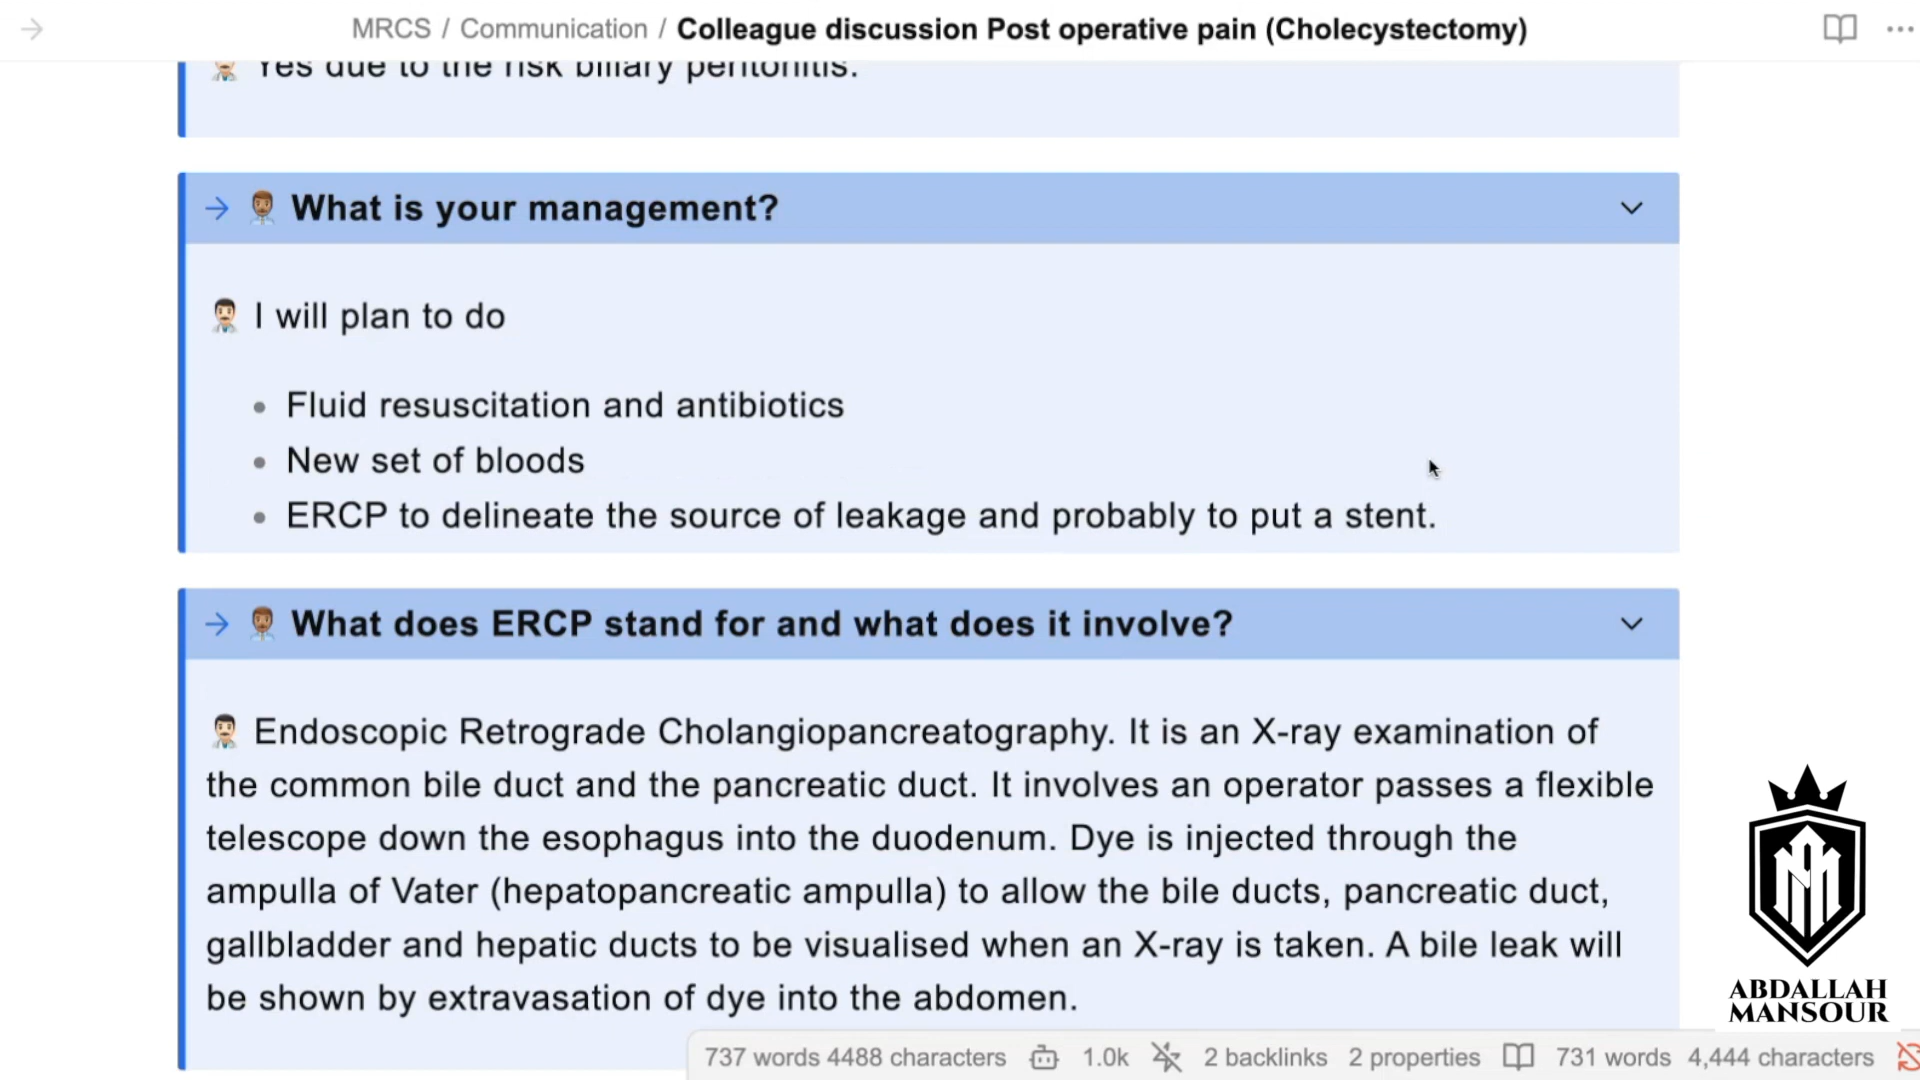 MRCS / Communication / Colleague discussion Post operative pain (Cholecystectomy)
Yes due to the risk biliary peritonitis.
What is your management?
I will plan to do
Fluid resuscitation and antibiotics
New set of bloods
ERCP to delineate the source of leakage and probably to put a stent.
What does ERCP stand for and what does it involve?
Endoscopic Retrograde Cholangiopancreatography. It is an X-ray examination of
the common bile duct and the pancreatic duct. It involves an operator passes a flexible
telescope down the esophagus into the duodenum. Dye is injected through the
ampulla of Vater (hepatopancreatic ampulla) to allow the bile ducts, pancreatic duct,
gallbladder and hepatic ducts to be visualised when an X-ray is taken. A bile leak will
be shown by extravasation of dye into the abdomen.
ABDALLAH
MANSOUR
737 words 4488 characters 1.0k 2 backlinks 2 properties 731 words 4,444 characters